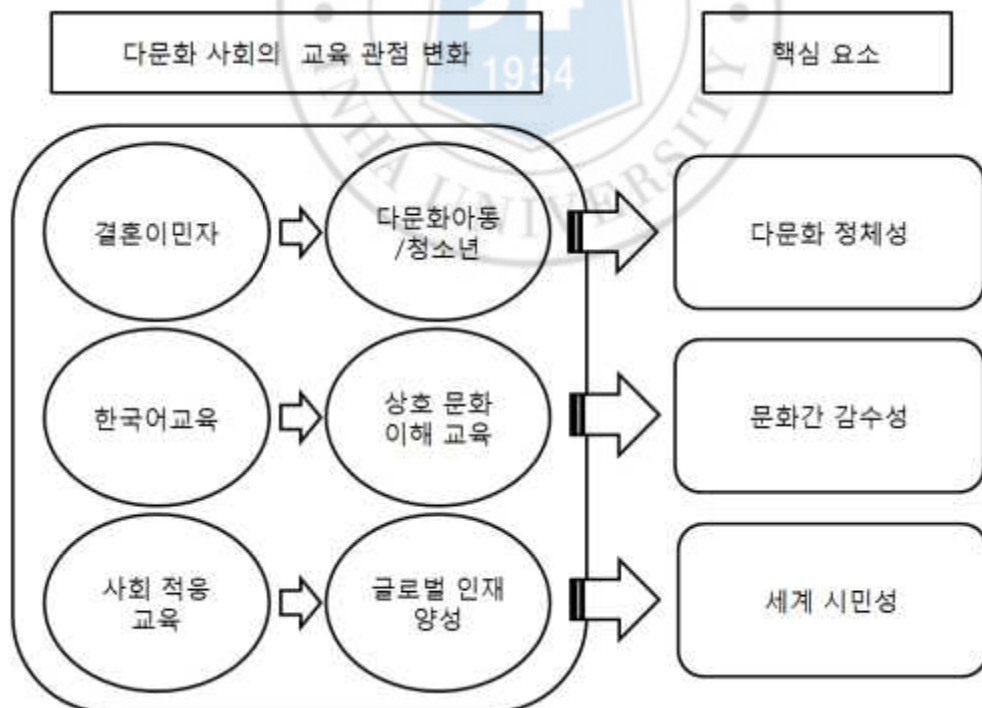 다문화 사회의 교육 관점 변화
핵심 요소
1954
INHA UNIVERSITY
결혼이민자
다문화아동
/청소년
다문화 정체성
한국어교육
상호 문화
이해 교육
문화간 감수성
사회 적응
교육
글로벌 인재
양성
세계 시민성